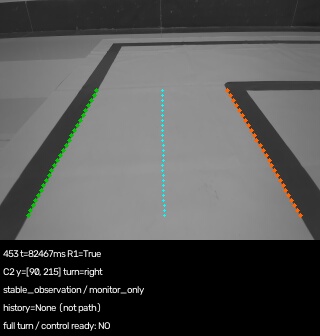 453 t=82467ms R1=True
C2 y=[90, 215] turn=right
stable_observation / monitor_only
history=None (not path)
full turn / control ready: NO